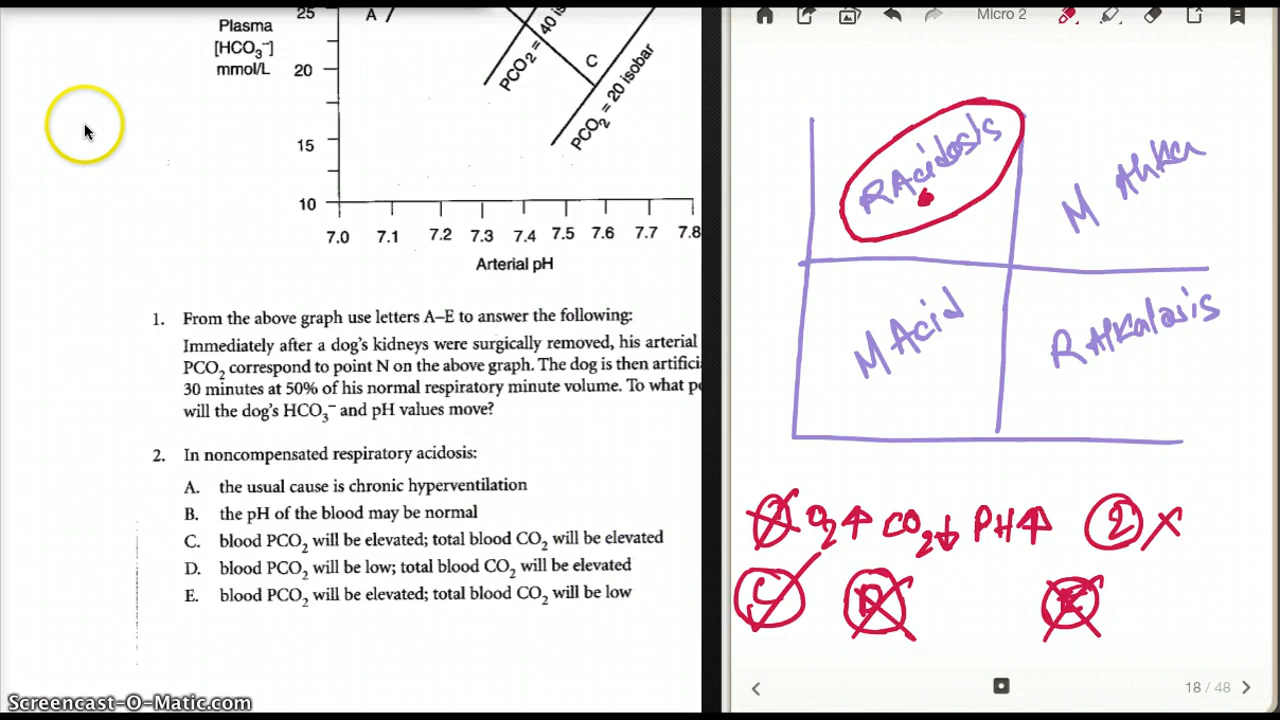 25
A
Plasma
[HCO₃⁻]
mmol/L
20
15
10
PCO₂ = 40 is
C
PCO₂ = 20 isobar
7.0 7.1 7.2 7.3 7.4 7.5 7.6 7.7 7.8
Arterial pH
1. From the above graph use letters A–E to answer the following:
Immediately after a dog's kidneys were surgically removed, his arterial
PCO₂ correspond to point N on the above graph. The dog is then artifici
30 minutes at 50% of his normal respiratory minute volume. To what p
will the dog's HCO₃⁻ and pH values move?
2. In noncompensated respiratory acidosis:
A. the usual cause is chronic hyperventilation
B. the pH of the blood may be normal
C. blood PCO₂ will be elevated; total blood CO₂ will be elevated
D. blood PCO₂ will be low; total blood CO₂ will be elevated
E. blood PCO₂ will be elevated; total blood CO₂ will be low
Screencast-O-Matic.com
Micro 2
RAcidosis
M Alka
M Acid
R Alkalosis
O₂↑ CO₂↓ PH↑ 2 X
C D E
18 / 48